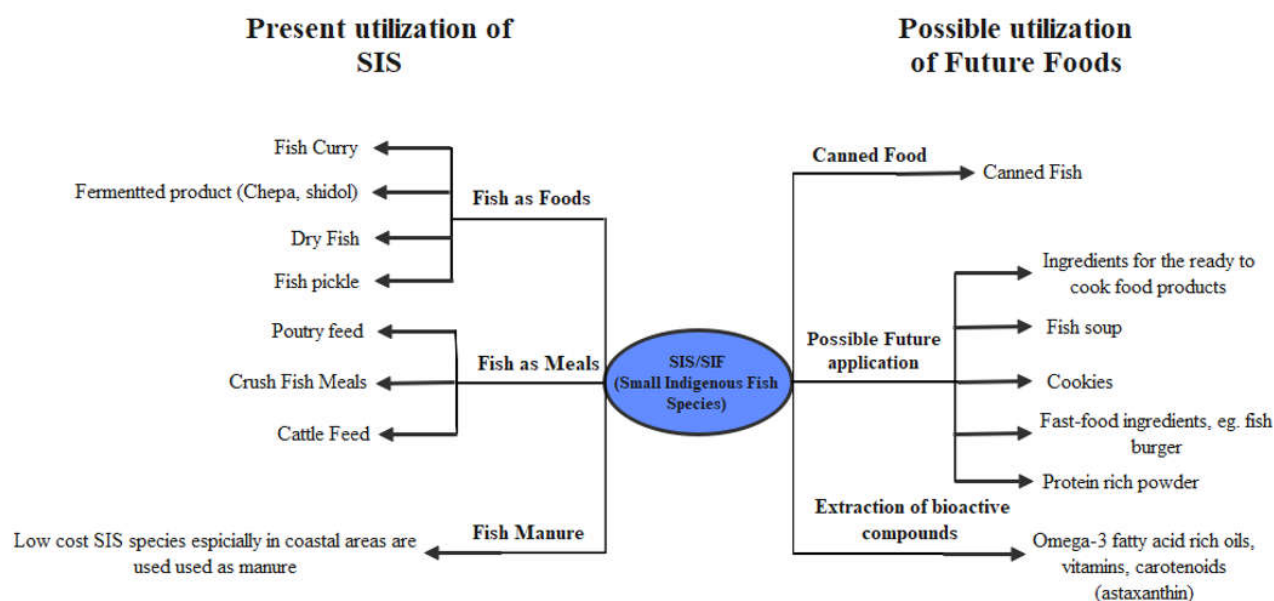 Present utilization of
SIS
Fish Curry
Fermentted product (Chepa, shidol)
Dry Fish
Fish pickle
Fish as Foods
Poutry feed
Crush Fish Meals
Cattle Feed
Fish as Meals
Low cost SIS species espicially in coastal areas are
used used as manure
Fish Manure
SIS/SIF
(Small Indigenous Fish
Species)
Possible utilization
of Future Foods
Canned Food
Canned Fish
Possible Future
application
Ingredients for the ready to
cook food products
Fish soup
Cookies
Fast-food ingredients, eg. fish
burger
Protein rich powder
Extraction of bioactive
compounds
Omega-3 fatty acid rich oils,
vitamins, carotenoids
(astaxanthin)